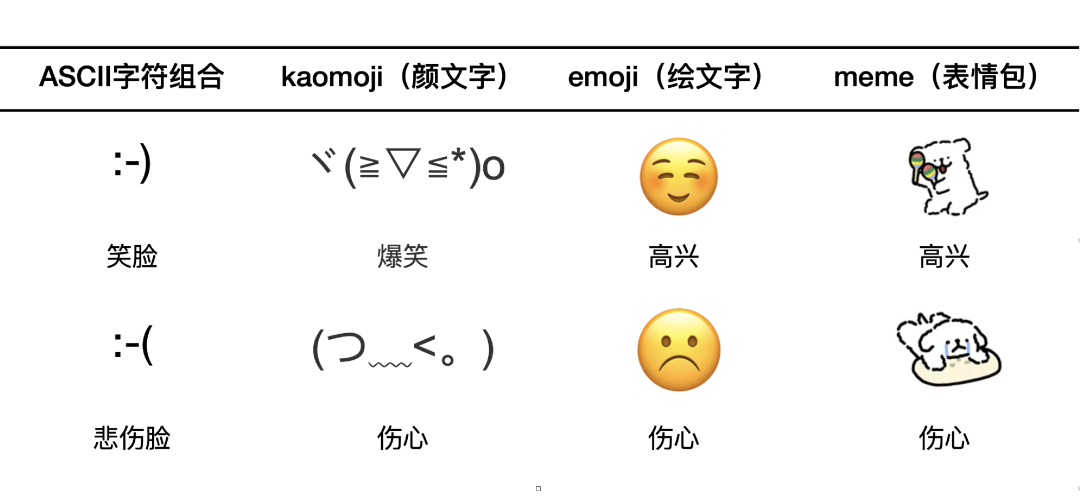 ASCII字符组合 kaomoji（颜文字） emoji（绘文字） meme（表情包）
:-) ヾ(≧▽≦*)o
笑脸 爆笑 高兴 高兴
:-( (つ﹏<。)
悲伤脸 伤心 伤心 伤心